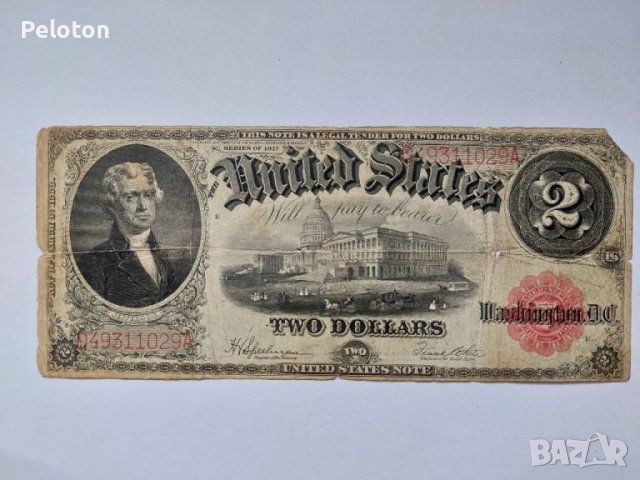 Peloton
THIS NOTE IS A LEGAL TENDER FOR TWO DOLLARS
SERIES OF 1917
D49311029A
THE
United States
Will pay to bearer
2
Washington, D.C.
D49311029A
TWO DOLLARS
TWO
2
2
UNITED STATES NOTE
BAZAR